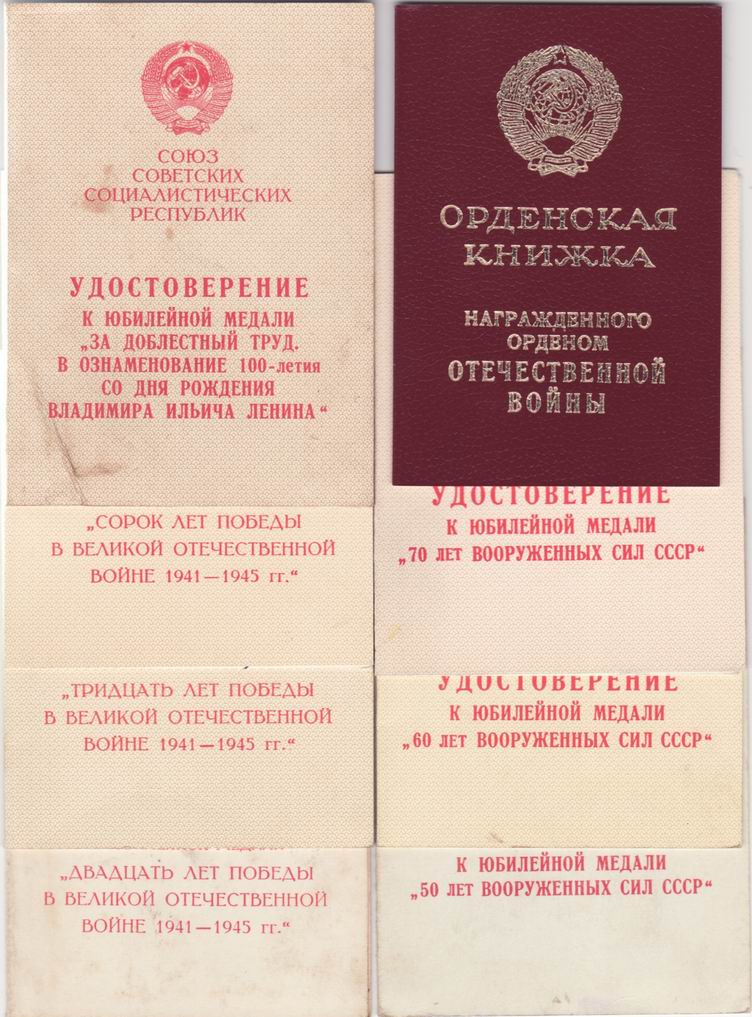 СОЮЗ
СОВЕТСКИХ
СОЦИАЛИСТИЧЕСКИХ
РЕСПУБЛИК
УДОСТОВЕРЕНИЕ
К ЮБИЛЕЙНОЙ МЕДАЛИ
„ЗА ДОБЛЕСТНЫЙ ТРУД.
В ОЗНАМЕНОВАНИЕ 100-летия
СО ДНЯ РОЖДЕНИЯ
ВЛАДИМИРА ИЛЬИЧА ЛЕНИНА“
„СОРОК ЛЕТ ПОБЕДЫ
В ВЕЛИКОЙ ОТЕЧЕСТВЕННОЙ
ВОЙНЕ 1941—1945 гг.“
„ТРИДЦАТЬ ЛЕТ ПОБЕДЫ
В ВЕЛИКОЙ ОТЕЧЕСТВЕННОЙ
ВОЙНЕ 1941—1945 гг.“
„ДВАДЦАТЬ ЛЕТ ПОБЕДЫ
В ВЕЛИКОЙ ОТЕЧЕСТВЕННОЙ
ВОЙНЕ 1941—1945 гг.“
ОРДЕНСКАЯ
КНИЖКА
НАГРАЖДЕННОГО
ОРДЕНОМ
ОТЕЧЕСТВЕННОЙ
ВОЙНЫ
УДОСТОВЕРЕНИЕ
К ЮБИЛЕЙНОЙ МЕДАЛИ
„70 ЛЕТ ВООРУЖЕННЫХ СИЛ СССР“
УДОСТОВЕРЕНИЕ
К ЮБИЛЕЙНОЙ МЕДАЛИ
„60 ЛЕТ ВООРУЖЕННЫХ СИЛ СССР“
К ЮБИЛЕЙНОЙ МЕДАЛИ
„50 ЛЕТ ВООРУЖЕННЫХ СИЛ СССР“